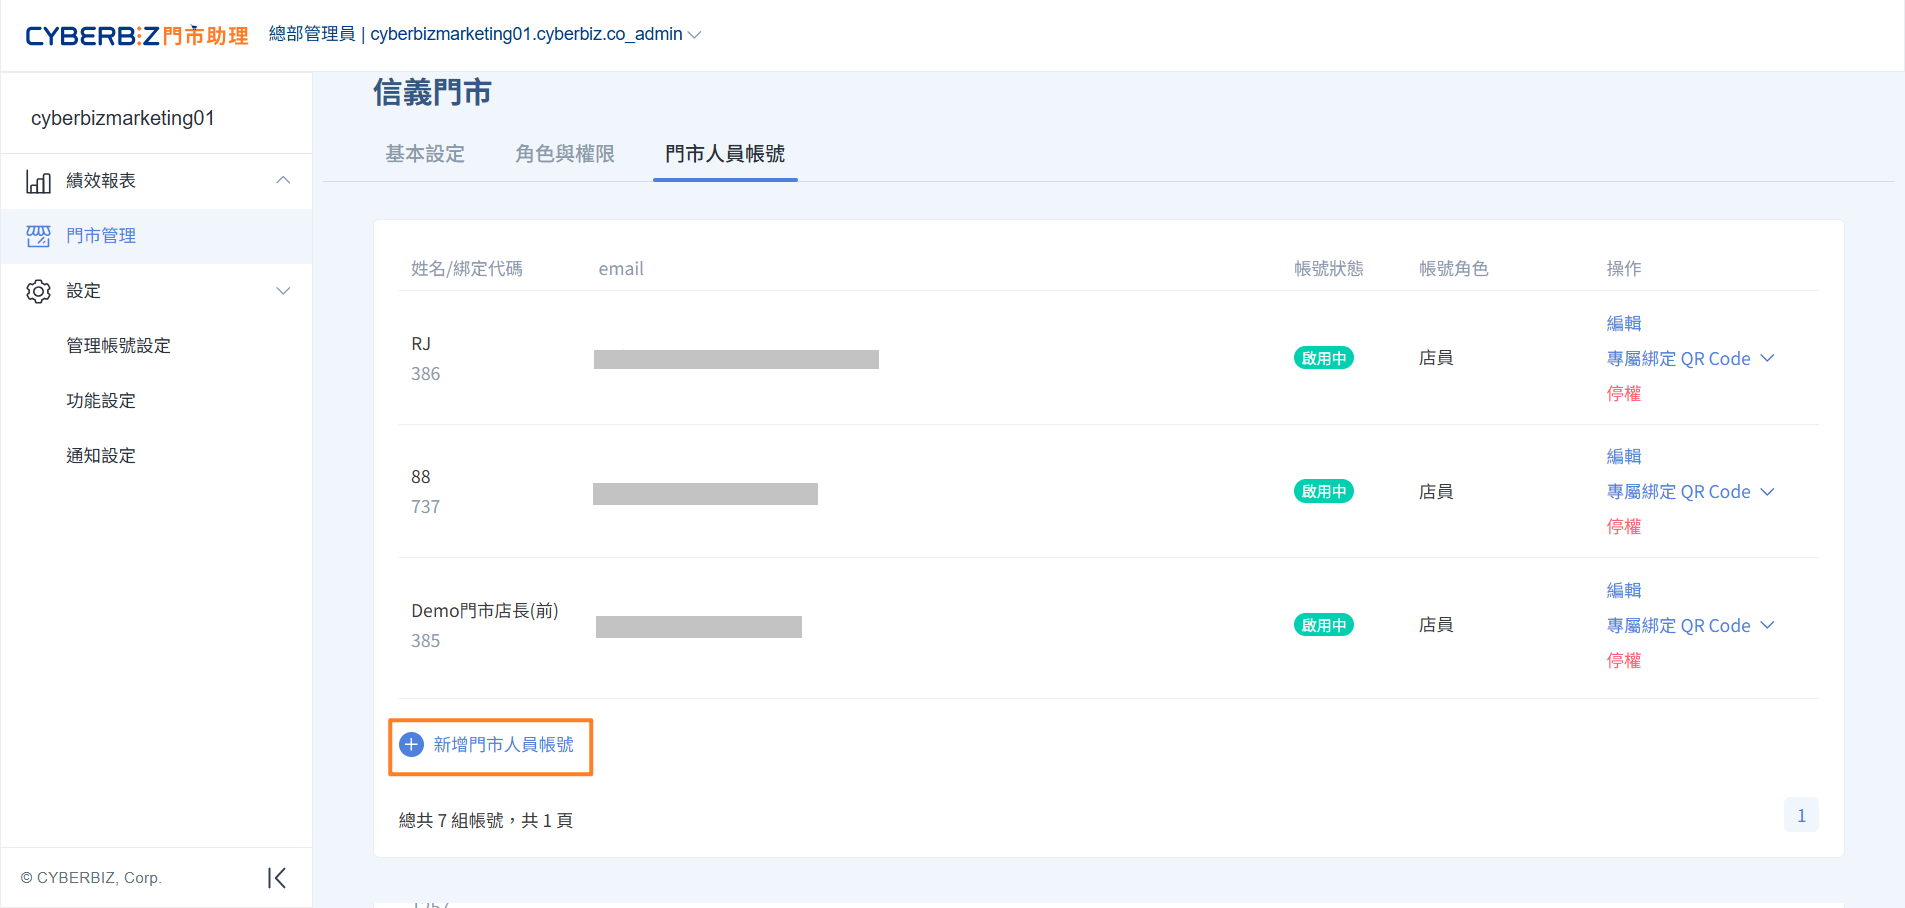 CYBERBIZ門市助理 總部管理員 | cyberbizmarketing01.cyberbiz.co_admin
cyberbizmarketing01
績效報表
門市管理
設定
管理帳號設定
功能設定
通知設定
© CYBERBIZ, Corp.
信義門市
基本設定 角色與權限 門市人員帳號
姓名/綁定代碼 email 帳號狀態 帳號角色 操作
RJ
386
啟用中 店員
編輯
專屬綁定 QR Code
停權
88
737
啟用中 店員
編輯
專屬綁定 QR Code
停權
Demo門市店長(前)
385
啟用中 店員
編輯
專屬綁定 QR Code
停權
新增門市人員帳號
總共 7 組帳號，共 1 頁
1